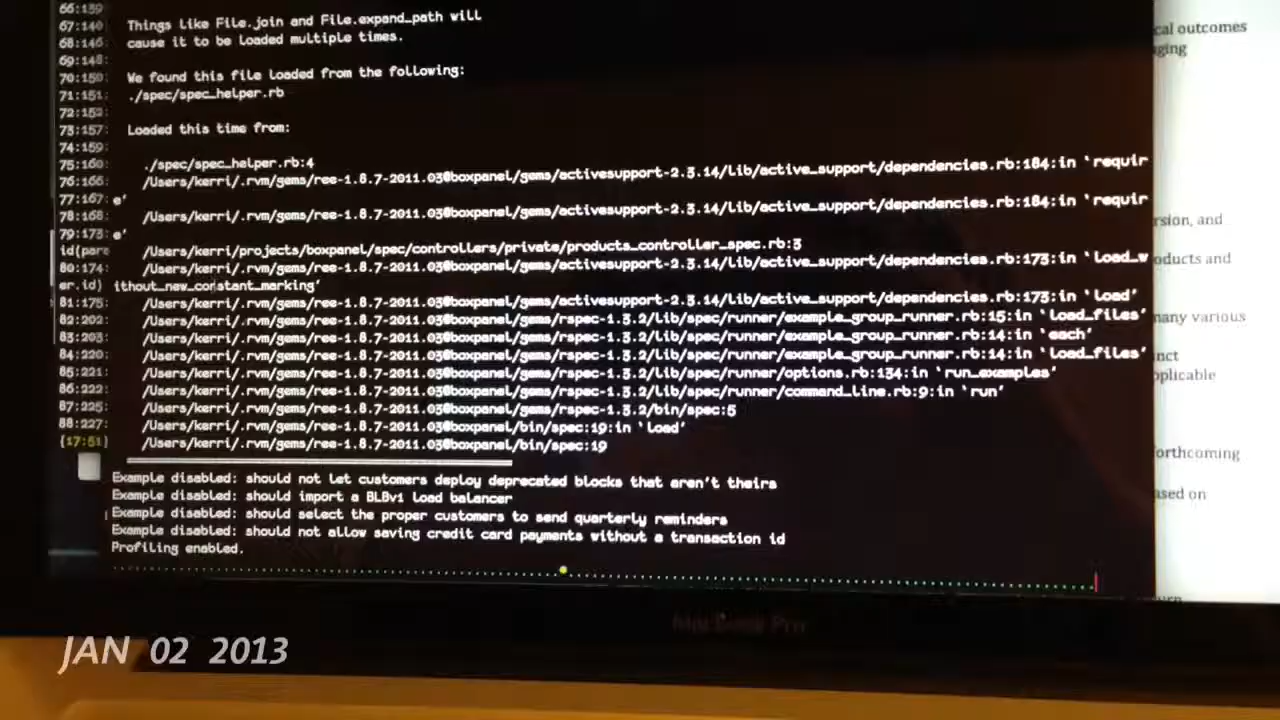 66:139
67:140: Things like File.join and File.expand_path will
68:146: cause it to be loaded multiple times.
69:148:
70:150: We found this file loaded from the following:
71:151: ./spec/spec_helper.rb
72:152:
73:157: Loaded this time from:
74:159:
75:160: ./spec/spec_helper.rb:4
76:166: /Users/kerri/.rvm/gems/ree-1.8.7-2011.03@boxpanel/gems/activesupport-2.3.14/lib/active_support/dependencies.rb:184:in `requir
77:167: e'
78:168: /Users/kerri/.rvm/gems/ree-1.8.7-2011.03@boxpanel/gems/activesupport-2.3.14/lib/active_support/dependencies.rb:184:in `requir
79:173: e'
id(para /Users/kerri/projects/boxpanel/spec/controllers/private/products_controller_spec.rb:3
80:174: /Users/kerri/.rvm/gems/ree-1.8.7-2011.03@boxpanel/gems/activesupport-2.3.14/lib/active_support/dependencies.rb:173:in `load_w
er.id) ithout_new_constant_marking'
81:175: /Users/kerri/.rvm/gems/ree-1.8.7-2011.03@boxpanel/gems/activesupport-2.3.14/lib/active_support/dependencies.rb:173:in `load'
82:202: /Users/kerri/.rvm/gems/ree-1.8.7-2011.03@boxpanel/gems/rspec-1.3.2/lib/spec/runner/example_group_runner.rb:15:in `load_files'
83:203: /Users/kerri/.rvm/gems/ree-1.8.7-2011.03@boxpanel/gems/rspec-1.3.2/lib/spec/runner/example_group_runner.rb:14:in `each'
84:220: /Users/kerri/.rvm/gems/ree-1.8.7-2011.03@boxpanel/gems/rspec-1.3.2/lib/spec/runner/example_group_runner.rb:14:in `load_files'
85:221: /Users/kerri/.rvm/gems/ree-1.8.7-2011.03@boxpanel/gems/rspec-1.3.2/lib/spec/runner/options.rb:134:in `run_examples'
86:222: /Users/kerri/.rvm/gems/ree-1.8.7-2011.03@boxpanel/gems/rspec-1.3.2/lib/spec/runner/command_line.rb:9:in `run'
87:225: /Users/kerri/.rvm/gems/ree-1.8.7-2011.03@boxpanel/gems/rspec-1.3.2/bin/spec:5
88:227: /Users/kerri/.rvm/gems/ree-1.8.7-2011.03@boxpanel/bin/spec:19:in `load'
(17:51) /Users/kerri/.rvm/gems/ree-1.8.7-2011.03@boxpanel/bin/spec:19
Example disabled: should not let customers deploy deprecated blocks that aren't theirs
Example disabled: should import a BLBv1 load balancer
Example disabled: should select the proper customers to send quarterly reminders
Example disabled: should not allow saving credit card payments without a transaction id
Profiling enabled.
cal outcomes
ging
rsion, and
oducts and
many various
nct
pplicable
orthcoming
ased on
MacBook Pro
JAN 02 2013